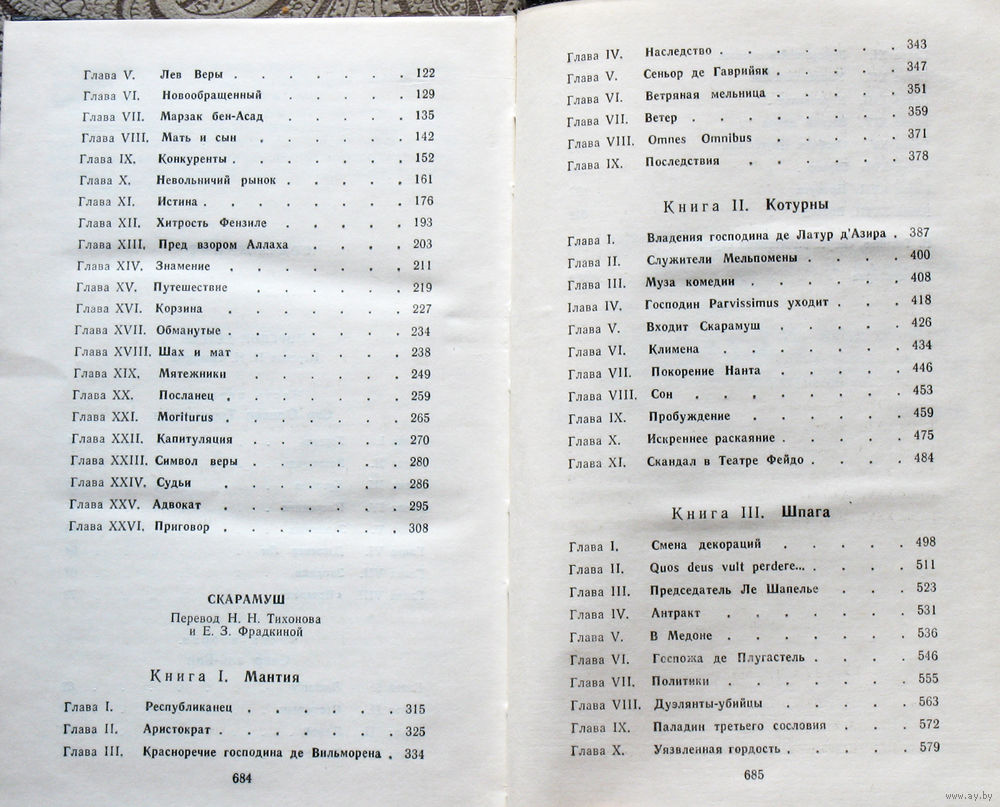 Глава V. Лев Веры . . . . . . . 122
Глава VI. Новообращенный . . . . . 129
Глава VII. Марзак бен-Асад . . . . . 135
Глава VIII. Мать и сын . . . . . . 142
Глава IX. Конкуренты . . . . . . . 152
Глава X. Невольничий рынок . . . . . 161
Глава XI. Истина . . . . . . . . 176
Глава XII. Хитрость Фензиле . . . . . 193
Глава XIII. Пред взором Аллаха . . . . 203
Глава XIV. Знамение . . . . . . . 211
Глава XV. Путешествие . . . . . . 219
Глава XVI. Корзина . . . . . . . 227
Глава XVII. Обманутые . . . . . . . 234
Глава XVIII. Шах и мат . . . . . . 238
Глава XIX. Мятежники . . . . . . 249
Глава XX. Посланец . . . . . . . 259
Глава XXI. Moriturus . . . . . . . 265
Глава XXII. Капитуляция . . . . . . 270
Глава XXIII. Символ веры . . . . . . 280
Глава XXIV. Судьи . . . . . . . 286
Глава XXV. Адвокат . . . . . . . 295
Глава XXVI. Приговор . . . . . . . 308
СКАРАМУШ
Перевод Н. Н. Тихонова
и Е. З. Фрадкиной
Книга I. Мантия
Глава I. Республиканец . . . . . . 315
Глава II. Аристократ . . . . . . . 325
Глава III. Красноречие господина де Вильморена . 334
684
Глава IV. Наследство . . . . . . . 343
Глава V. Сеньор де Гаврийяк . . . . . 347
Глава VI. Ветряная мельница . . . . . 351
Глава VII. Ветер . . . . . . . . 359
Глава VIII. Omnes Omnibus . . . . . 371
Глава IX. Последствия . . . . . . 378
Книга II. Котурны
Глава I. Владения господина де Латур д'Азира . 387
Глава II. Служители Мельпомены . . . . 400
Глава III. Муза комедии . . . . . . 408
Глава IV. Господин Parvissimus уходит . . . 418
Глава V. Входит Скарамуш . . . . . 426
Глава VI. Климена . . . . . . . 434
Глава VII. Покорение Нанта . . . . . 446
Глава VIII. Сон . . . . . . . . 453
Глава IX. Пробуждение . . . . . . 459
Глава X. Искреннее раскаяние . . . . . 475
Глава XI. Скандал в Театре Фейдо . . . . 484
Книга III. Шпага
Глава I. Смена декораций . . . . . 498
Глава II. Quos deus vult perdere... . . . . 511
Глава III. Председатель Ле Шапелье . . . . 523
Глава IV. Антракт . . . . . . . 531
Глава V. В Медоне . . . . . . . 536
Глава VI. Госпожа де Плугастель . . . . 546
Глава VII. Политики . . . . . . . 555
Глава VIII. Дуэлянты-убийцы . . . . . 563
Глава IX. Паладин третьего сословия . . . 572
Глава X. Уязвленная гордость . . . . . 579
685
www.ay.by